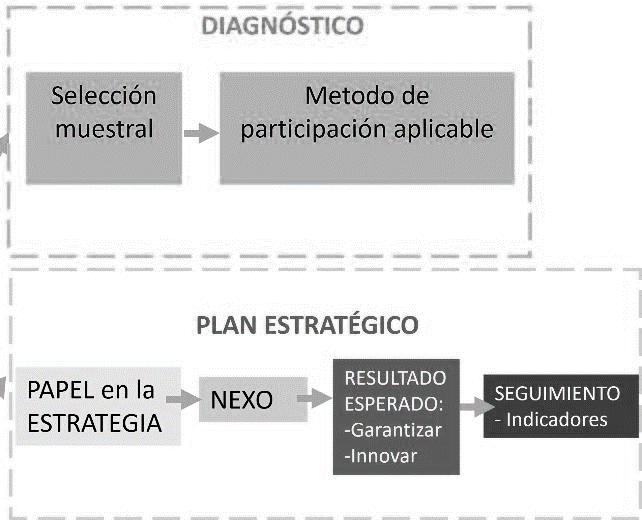 DIAGNÓSTICO
Selección
muestral
Metodo de
participación aplicable
PLAN ESTRATÉGICO
PAPEL en la
ESTRATEGIA
NEXO
RESULTADO
ESPERADO:
-Garantizar
-Innovar
SEGUIMIENTO
- Indicadores